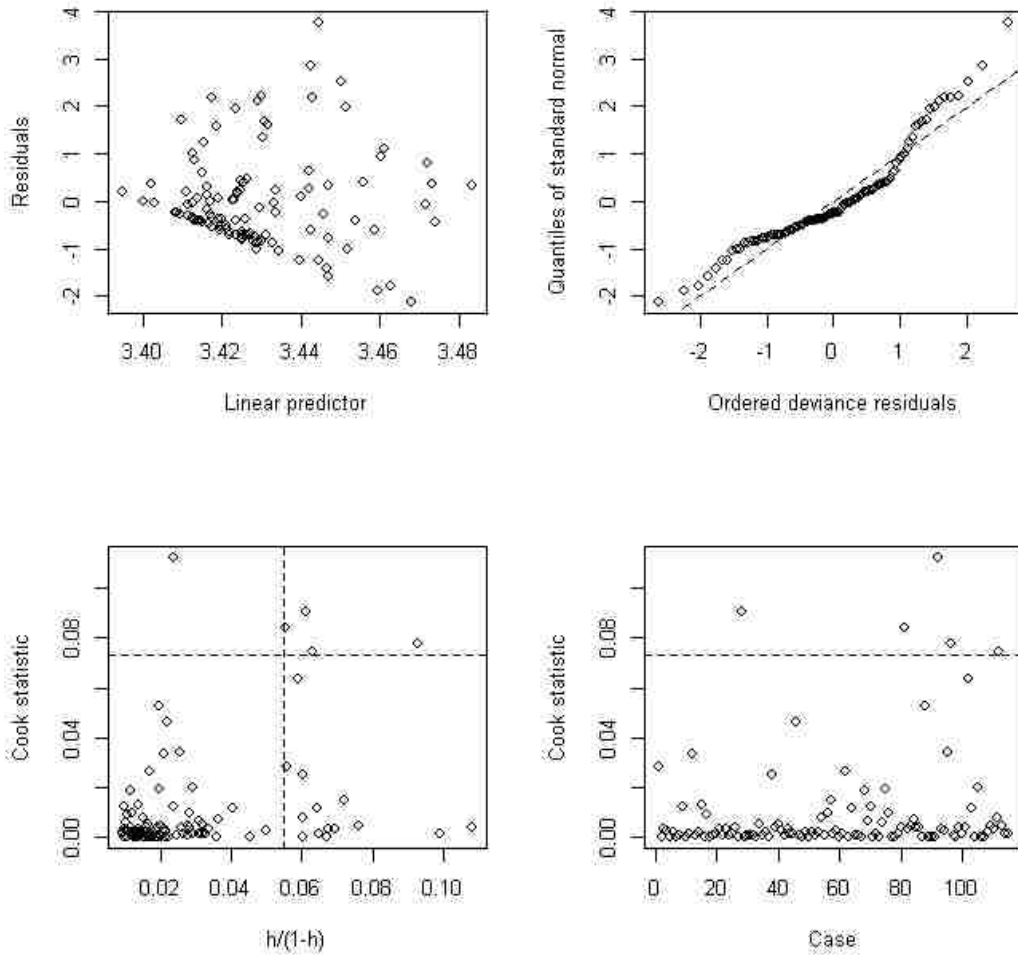 4
3
2
1
0
-1
-2
Residuals
3.40 3.42 3.44 3.46 3.48
Linear predictor
4
3
2
1
0
-1
-2
Quantiles of standard normal
-2 -1 0 1 2
Ordered deviance residuals
0.08
0.04
0.00
Cook statistic
0.02 0.04 0.06 0.08 0.10
h/(1-h)
0.08
0.04
0.00
Cook statistic
0 20 40 60 80 100
Case